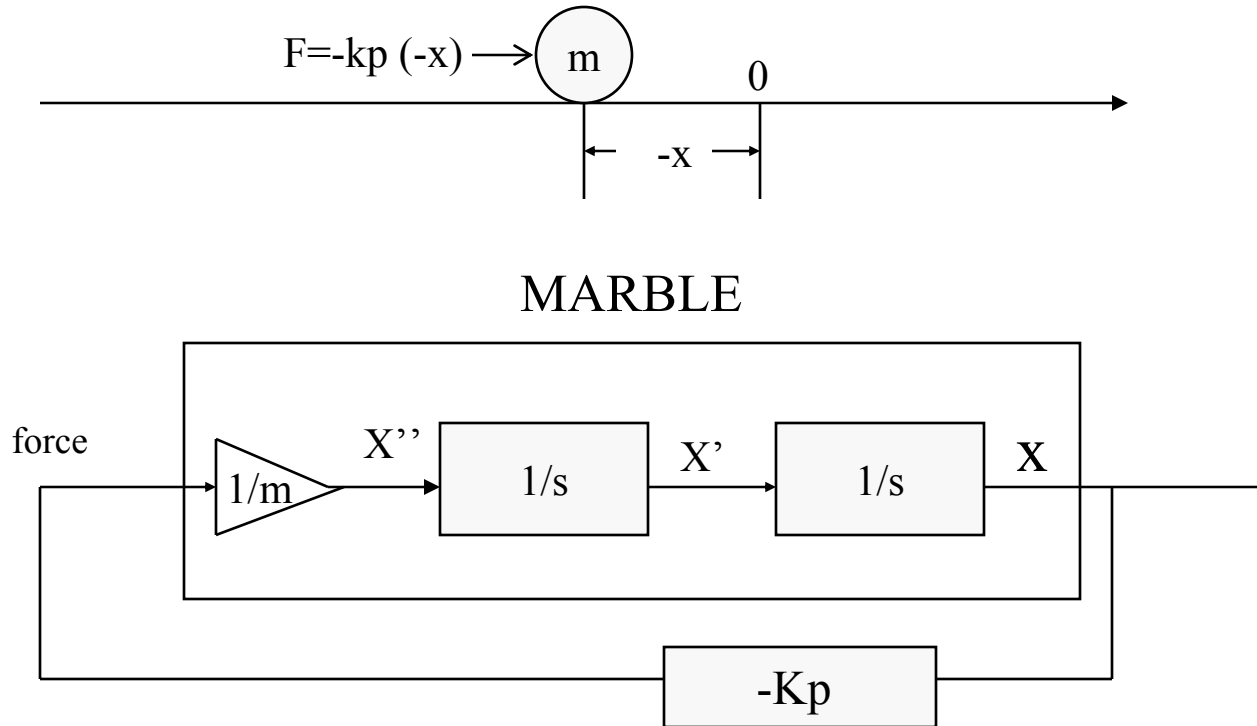 F=-kp (-x)
m
0
-x
MARBLE
force
1/m
X’’
1/s
X’
1/s
x
-Kp